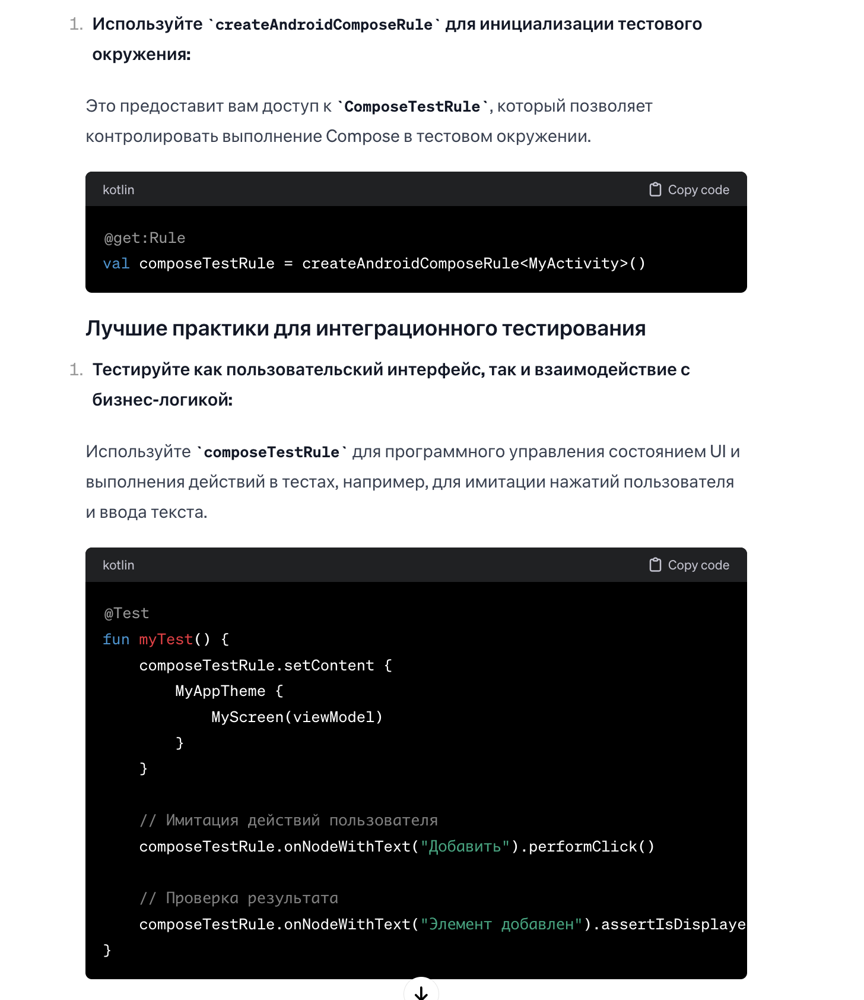 1. Используйте `createAndroidComposeRule` для инициализации тестового
окружения:
Это предоставит вам доступ к `ComposeTestRule`, который позволяет
контролировать выполнение Compose в тестовом окружении.
kotlin Copy code
@get:Rule
val composeTestRule = createAndroidComposeRule<MyActivity>()
Лучшие практики для интеграционного тестирования
1. Тестируйте как пользовательский интерфейс, так и взаимодействие с
бизнес-логикой:
Используйте `composeTestRule` для программного управления состоянием UI и
выполнения действий в тестах, например, для имитации нажатий пользователя
и ввода текста.
kotlin Copy code
@Test
fun myTest() {
    composeTestRule.setContent {
        MyAppTheme {
            MyScreen(viewModel)
        }
    }
    // Имитация действий пользователя
    composeTestRule.onNodeWithText("Добавить").performClick()
    // Проверка результата
    composeTestRule.onNodeWithText("Элемент добавлен").assertIsDisplaye
}